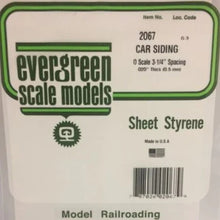 Item No. Loc. Code
2067
CAR SIDING
O Scale 3-1/4" Spacing
.020" Thick (0.5 mm)
evergreen
scale models
Sheet Styrene
Made in U.S.A
Model Railroading